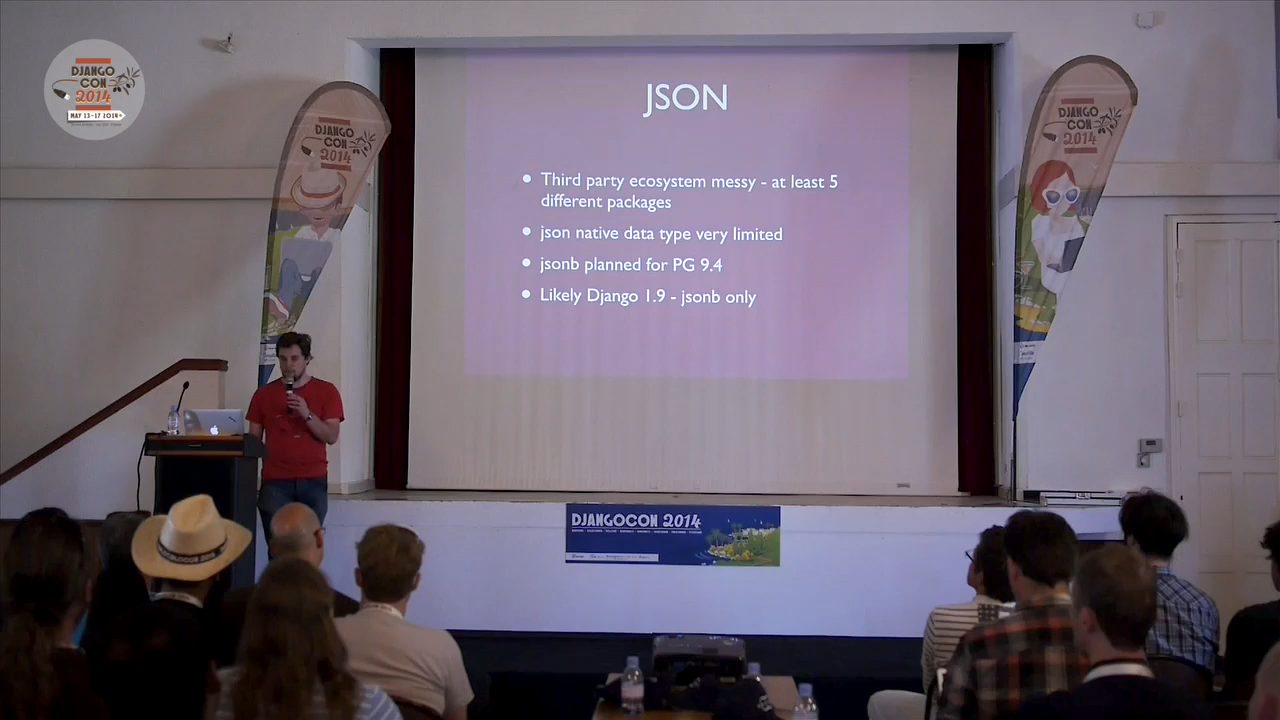 DJANGO
CON
2014
MAY 13-17 2014
JSON
• Third party ecosystem messy - at least 5
different packages
• json native data type very limited
• jsonb planned for PG 9.4
• Likely Django 1.9 - jsonb only
DJANGO
CON
2014
DJANGO
CON
2014
DJANGOCON 2014